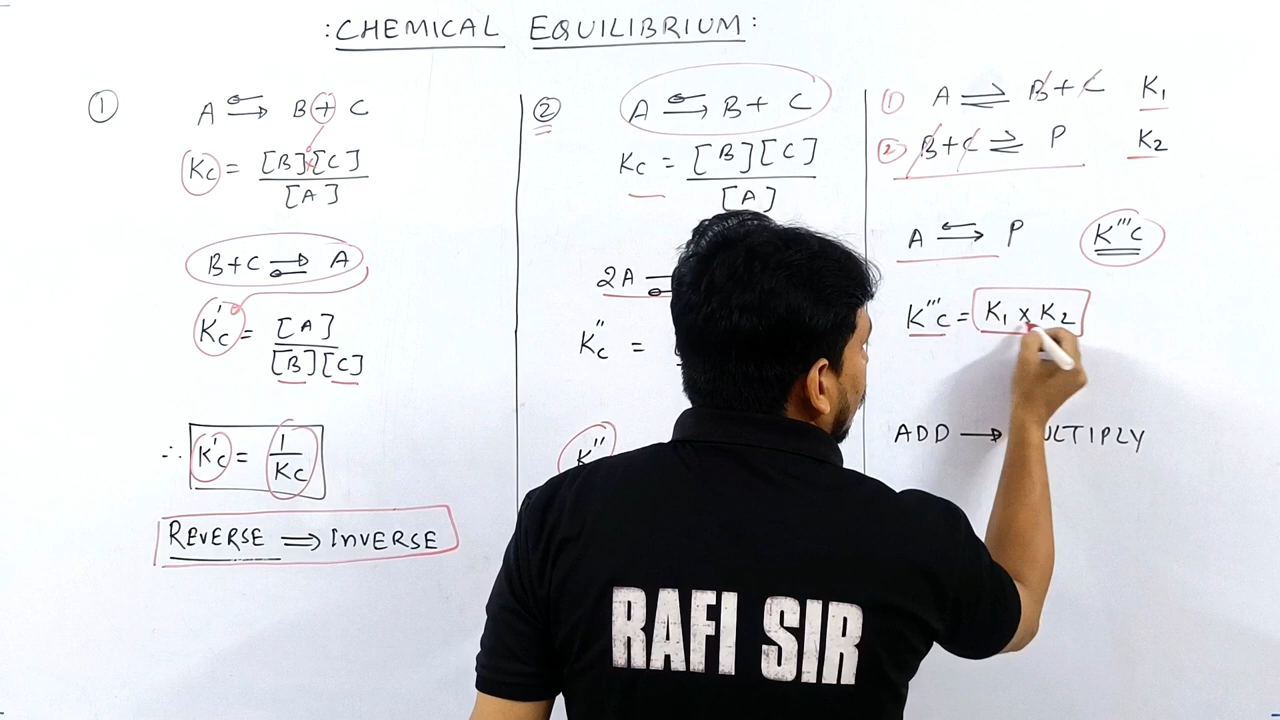 : CHEMICAL EQUILIBRIUM :
①
A ⇌ B + C
Kc = [B]×[C]
[A]
B+C ⇌ A
K'c = [A]
[B][C]
∴ K'c = 1
Kc
REVERSE ⇒ INVERSE
②
A ⇌ B + C
Kc = [B][C]
[A]
2A
K"c =
K"
① A ⇌ B + C K₁
② B+C ⇌ P K₂
A ⇌ P K'''c
K'''c = K₁ × K₂
ADD →
RAFI SIR